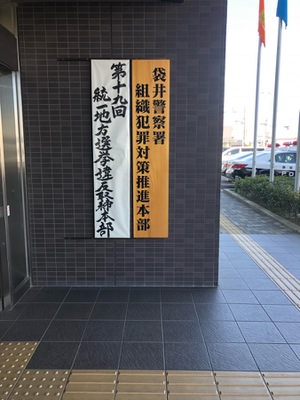 袋井警察署
組織犯罪対策推進本部
第十九回
統一地方選挙違反取締本部